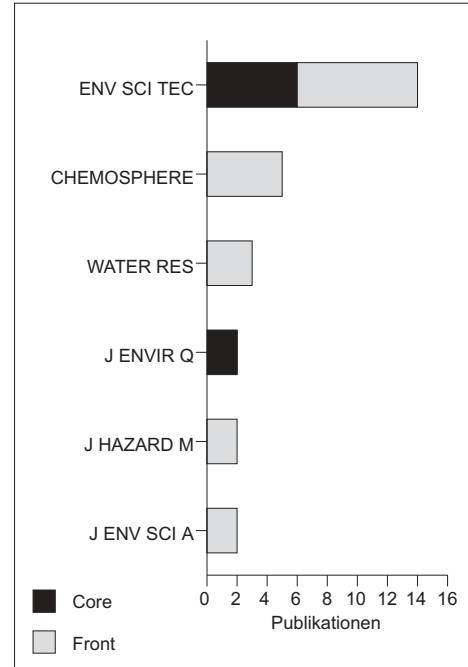 ENV SCI TEC
CHEMOSPHERE
WATER RES
J ENVIR Q
J HAZARD M
J ENV SCI A
0 2 4 6 8 10 12 14 16
Publikationen
Core
Front